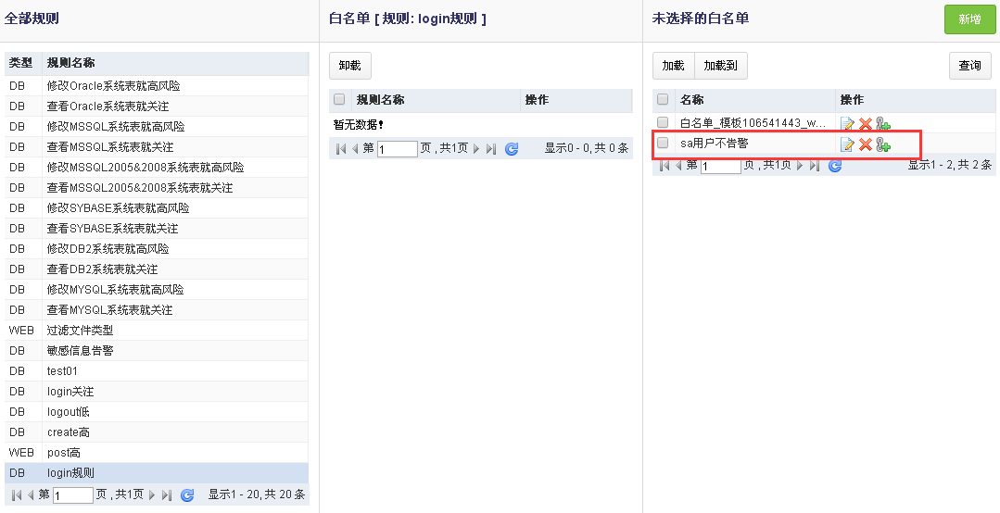 全部规则
类型 规则名称
DB 修改Oracle系统表就高风险
DB 查看Oracle系统表就关注
DB 修改MSSQL系统表就高风险
DB 查看MSSQL系统表就关注
DB 修改MSSQL2005&2008系统表就高风险
DB 查看MSSQL2005&2008系统表就关注
DB 修改SYBASE系统表就高风险
DB 查看SYBASE系统表就关注
DB 修改DB2系统表就高风险
DB 查看DB2系统表就关注
DB 修改MYSQL系统表就高风险
DB 查看MYSQL系统表就关注
WEB 过滤文件类型
DB 敏感信息告警
DB test01
DB login关注
DB logout低
DB create高
WEB post高
DB login规则
第 1 页 , 共1页 显示1 - 20, 共 20 条
白名单 [ 规则: login规则 ]
卸载
规则名称 操作
暂无数据!
第 1 页 , 共1页 显示0 - 0, 共 0 条
未选择的白名单 新增
加载 加载到 查询
名称 操作
白名单_模板106541443_w...
sa用户不告警
第 1 页 , 共1页 显示1 - 2, 共 2 条